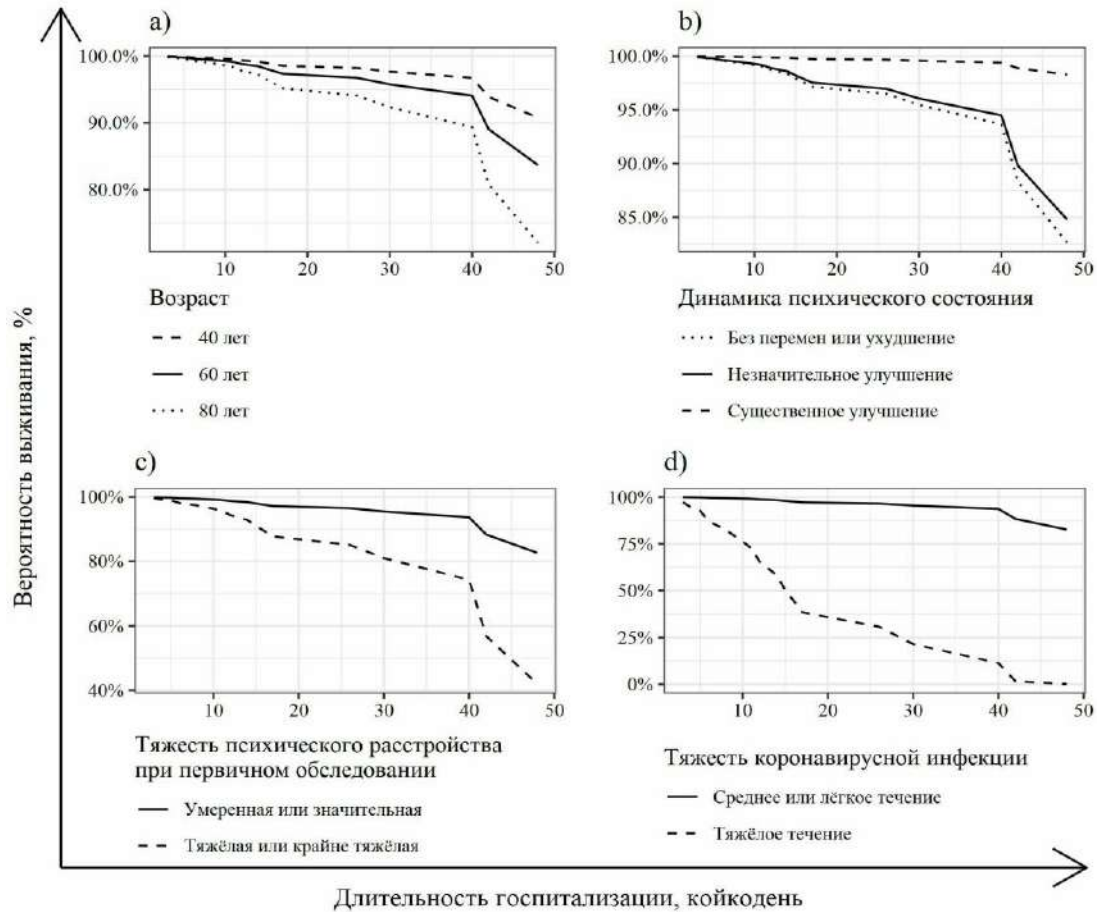 Вероятность выживания, %
a)
100.0%
90.0%
80.0%
10 20 30 40 50
Возраст
40 лет
60 лет
80 лет
b)
100.0%
95.0%
90.0%
85.0%
10 20 30 40 50
Динамика психического состояния
Без перемен или ухудшение
Незначительное улучшение
Существенное улучшение
c)
100%
80%
60%
40%
10 20 30 40 50
Тяжесть психического расстройства
при первичном обследовании
Умеренная или значительная
Тяжёлая или крайне тяжёлая
d)
100%
75%
50%
25%
0%
10 20 30 40 50
Тяжесть коронавирусной инфекции
Среднее или лёгкое течение
Тяжёлое течение
Длительность госпитализации, койкодень